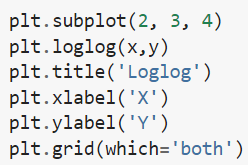 plt.subplot(2, 3, 4)
plt.loglog(x,y)
plt.title('Loglog')
plt.xlabel('X')
plt.ylabel('Y')
plt.grid(which='both')